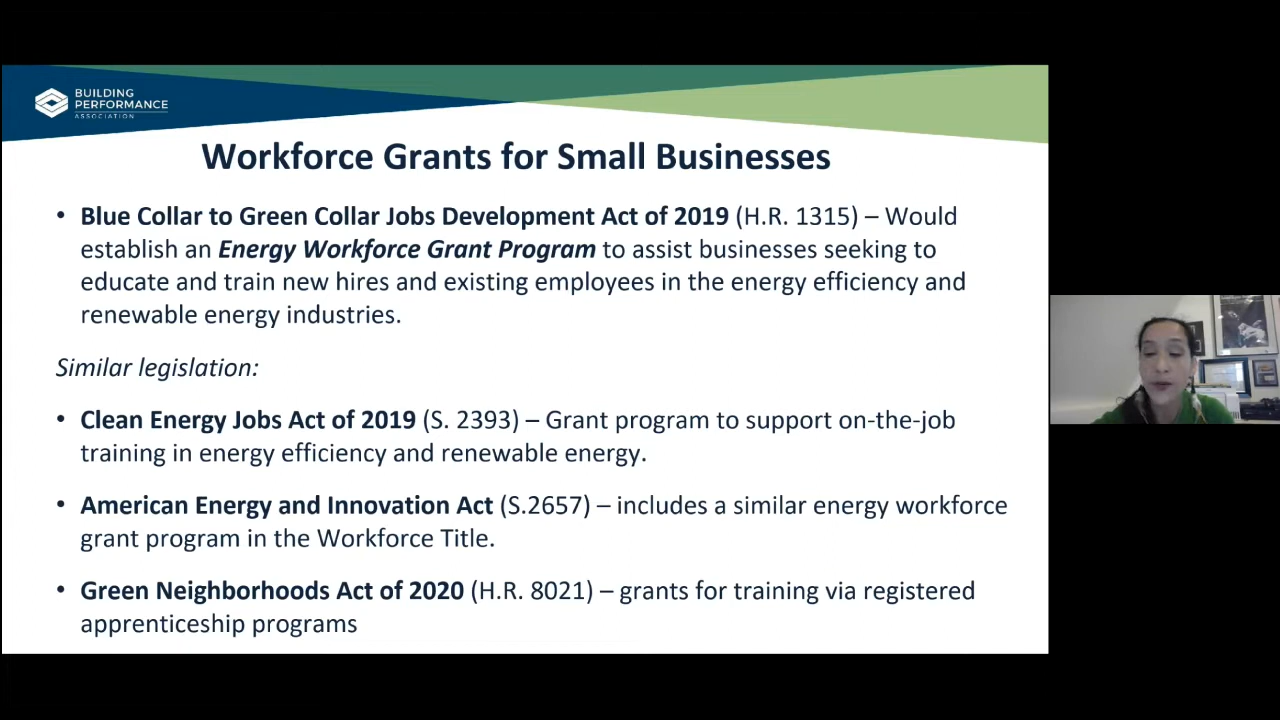 BUILDING
PERFORMANCE
ASSOCIATION
Workforce Grants for Small Businesses
• Blue Collar to Green Collar Jobs Development Act of 2019 (H.R. 1315) – Would
establish an Energy Workforce Grant Program to assist businesses seeking to
educate and train new hires and existing employees in the energy efficiency and
renewable energy industries.
Similar legislation:
• Clean Energy Jobs Act of 2019 (S. 2393) – Grant program to support on-the-job
training in energy efficiency and renewable energy.
• American Energy and Innovation Act (S.2657) – includes a similar energy workforce
grant program in the Workforce Title.
• Green Neighborhoods Act of 2020 (H.R. 8021) – grants for training via registered
apprenticeship programs